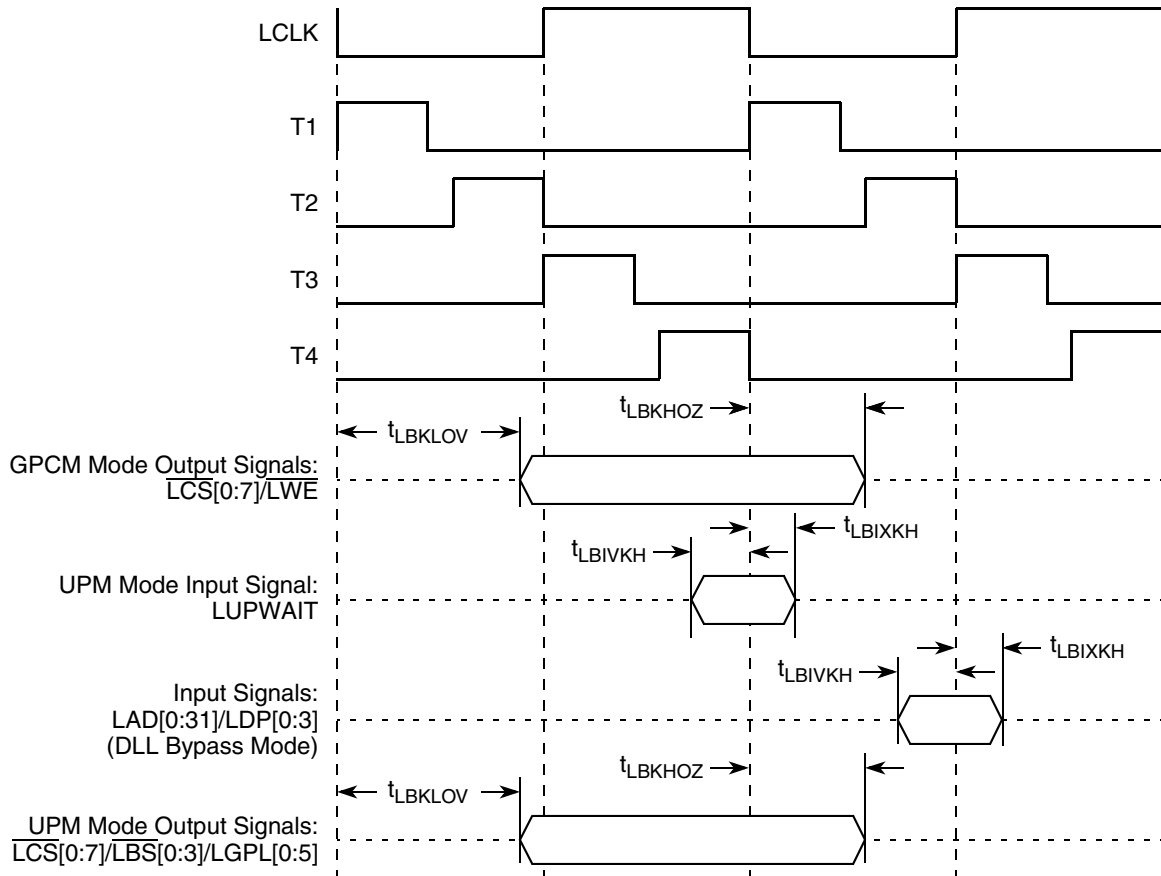 LCLK
T1
T2
T3
T4
tLBKHOZ
tLBKLOV
GPCM Mode Output Signals:
LCS[0:7]/LWE
tLBIXKH
tLBIVKH
UPM Mode Input Signal:
LUPWAIT
tLBIXKH
tLBIVKH
Input Signals:
LAD[0:31]/LDP[0:3]
(DLL Bypass Mode)
tLBKHOZ
tLBKLOV
UPM Mode Output Signals:
LCS[0:7]/LBS[0:3]/LGPL[0:5]